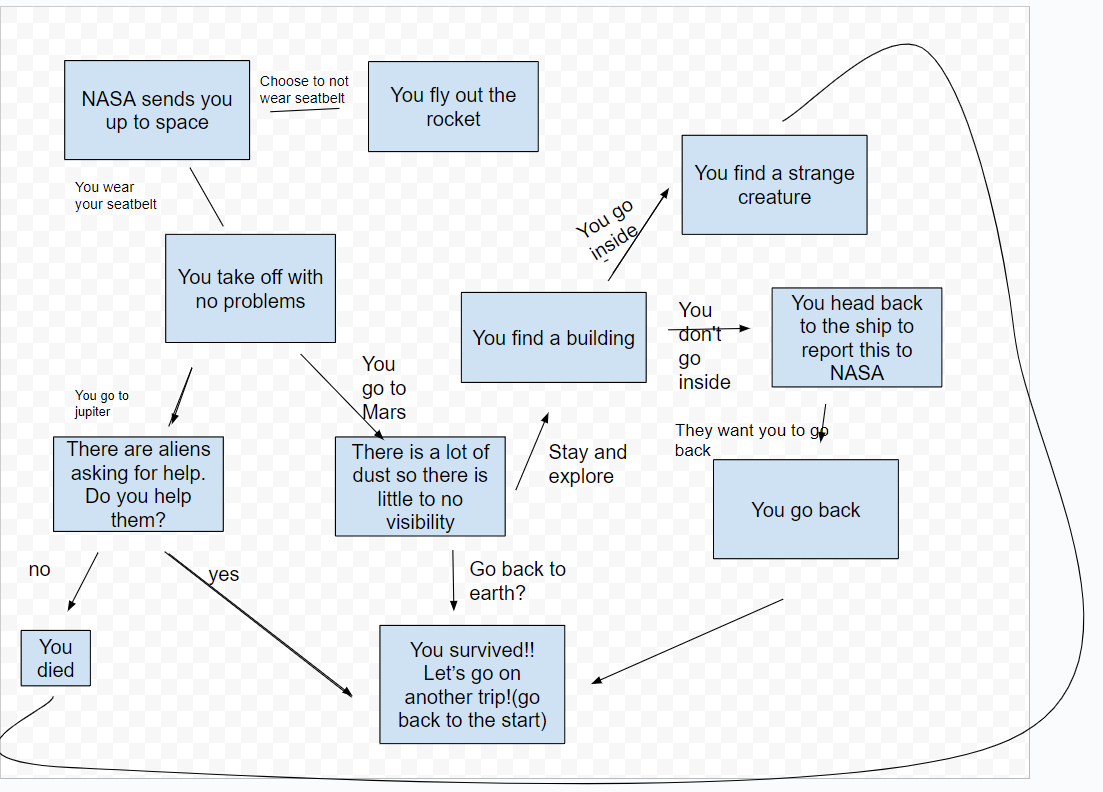 NASA sends you
up to space
Choose to not
wear seatbelt
You fly out the
rocket
You find a strange
creature
You wear
your seatbelt
You go
inside
You take off with
no problems
You find a building
You
don't
go
inside
You head back
to the ship to
report this to
NASA
You
go to
Mars
You go to
jupiter
They want you to go
back
There are aliens
asking for help.
Do you help
them?
There is a lot of
dust so there is
little to no
visibility
Stay and
explore
You go back
no
yes
Go back to
earth?
You
died
You survived!!
Let’s go on
another trip!(go
back to the start)